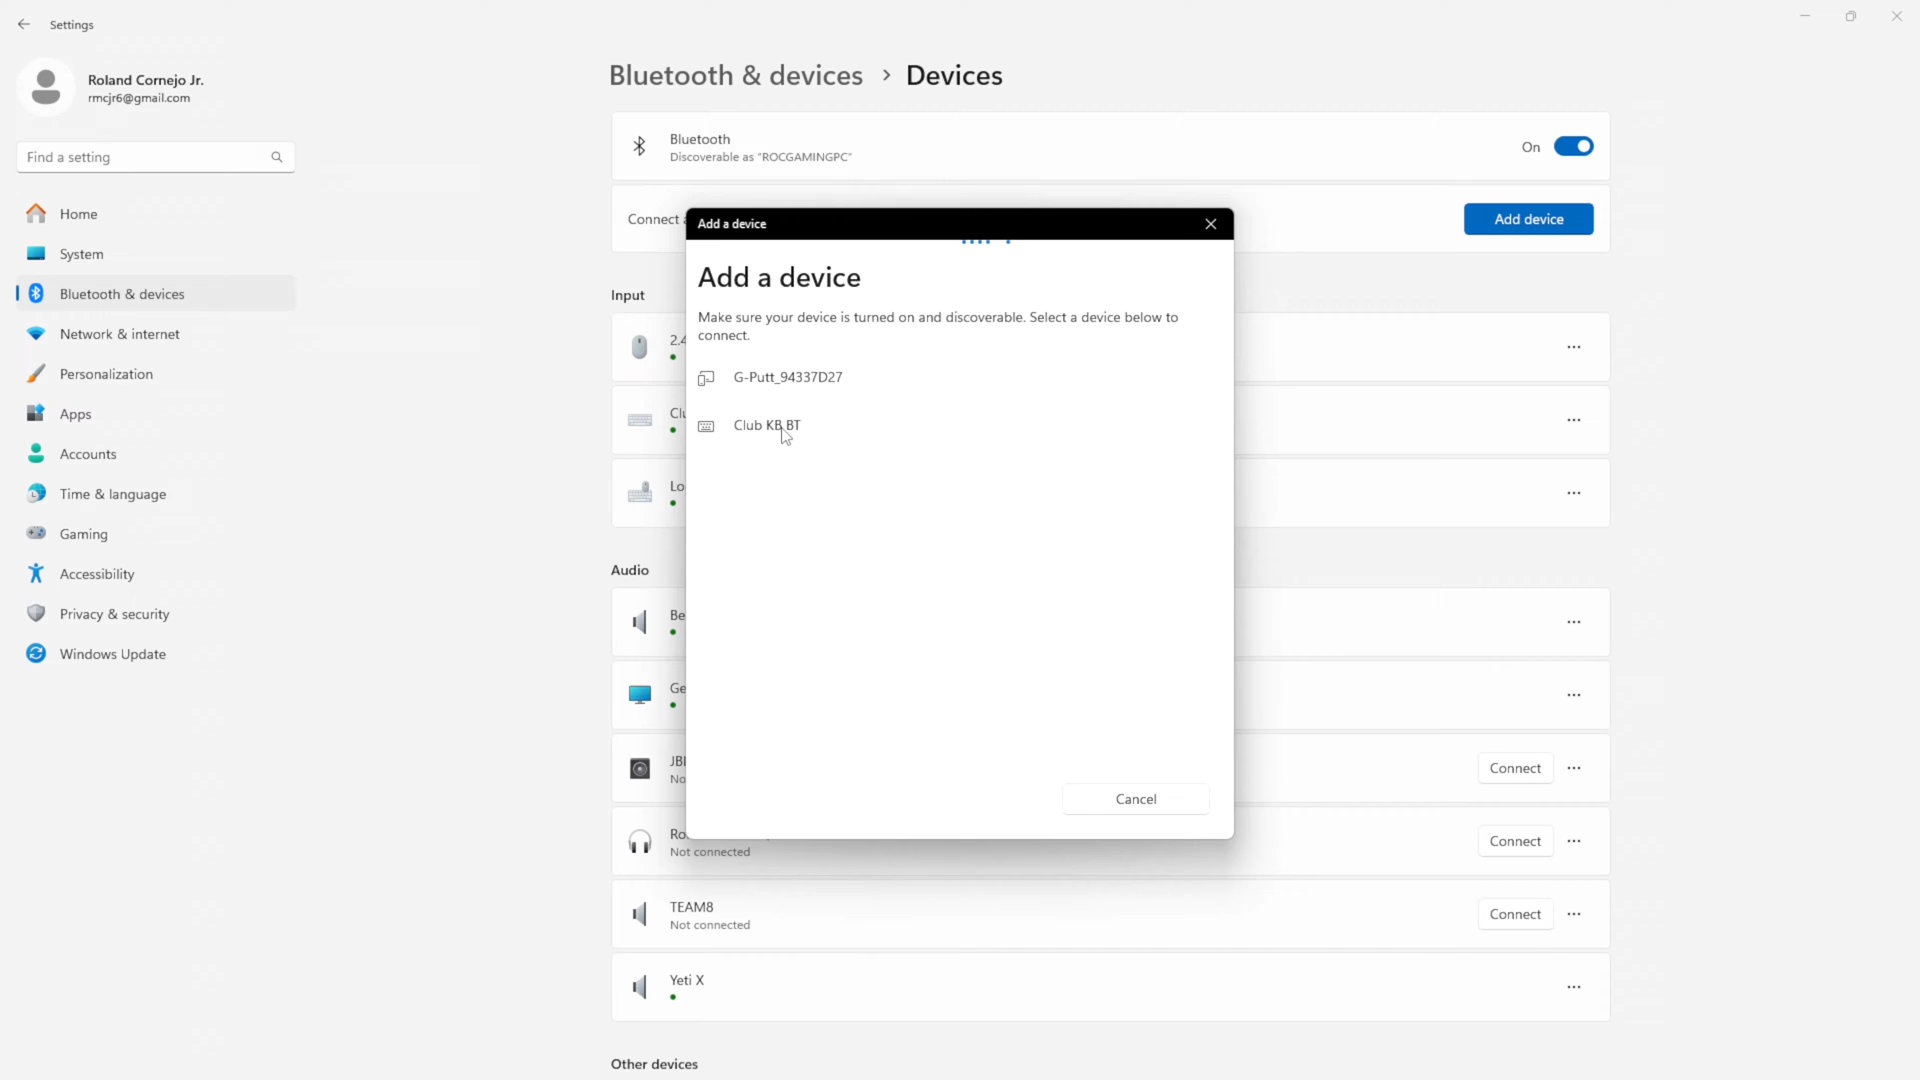 Settings
Roland Cornejo Jr.
rmcjr6@gmail.com
Find a setting
Home
System
Bluetooth & devices
Network & internet
Personalization
Apps
Accounts
Time & language
Gaming
Accessibility
Privacy & security
Windows Update
Bluetooth & devices > Devices
Bluetooth
Discoverable as "ROCGAMINGPC"
On
Connect
Add device
Add a device
Add a device
Make sure your device is turned on and discoverable. Select a device below to
connect.
G-Putt_94337D27
Club KB BT
Cancel
Input
Audio
Connect
Not connected
Connect
TEAM8
Not connected
Connect
Yeti X
Other devices